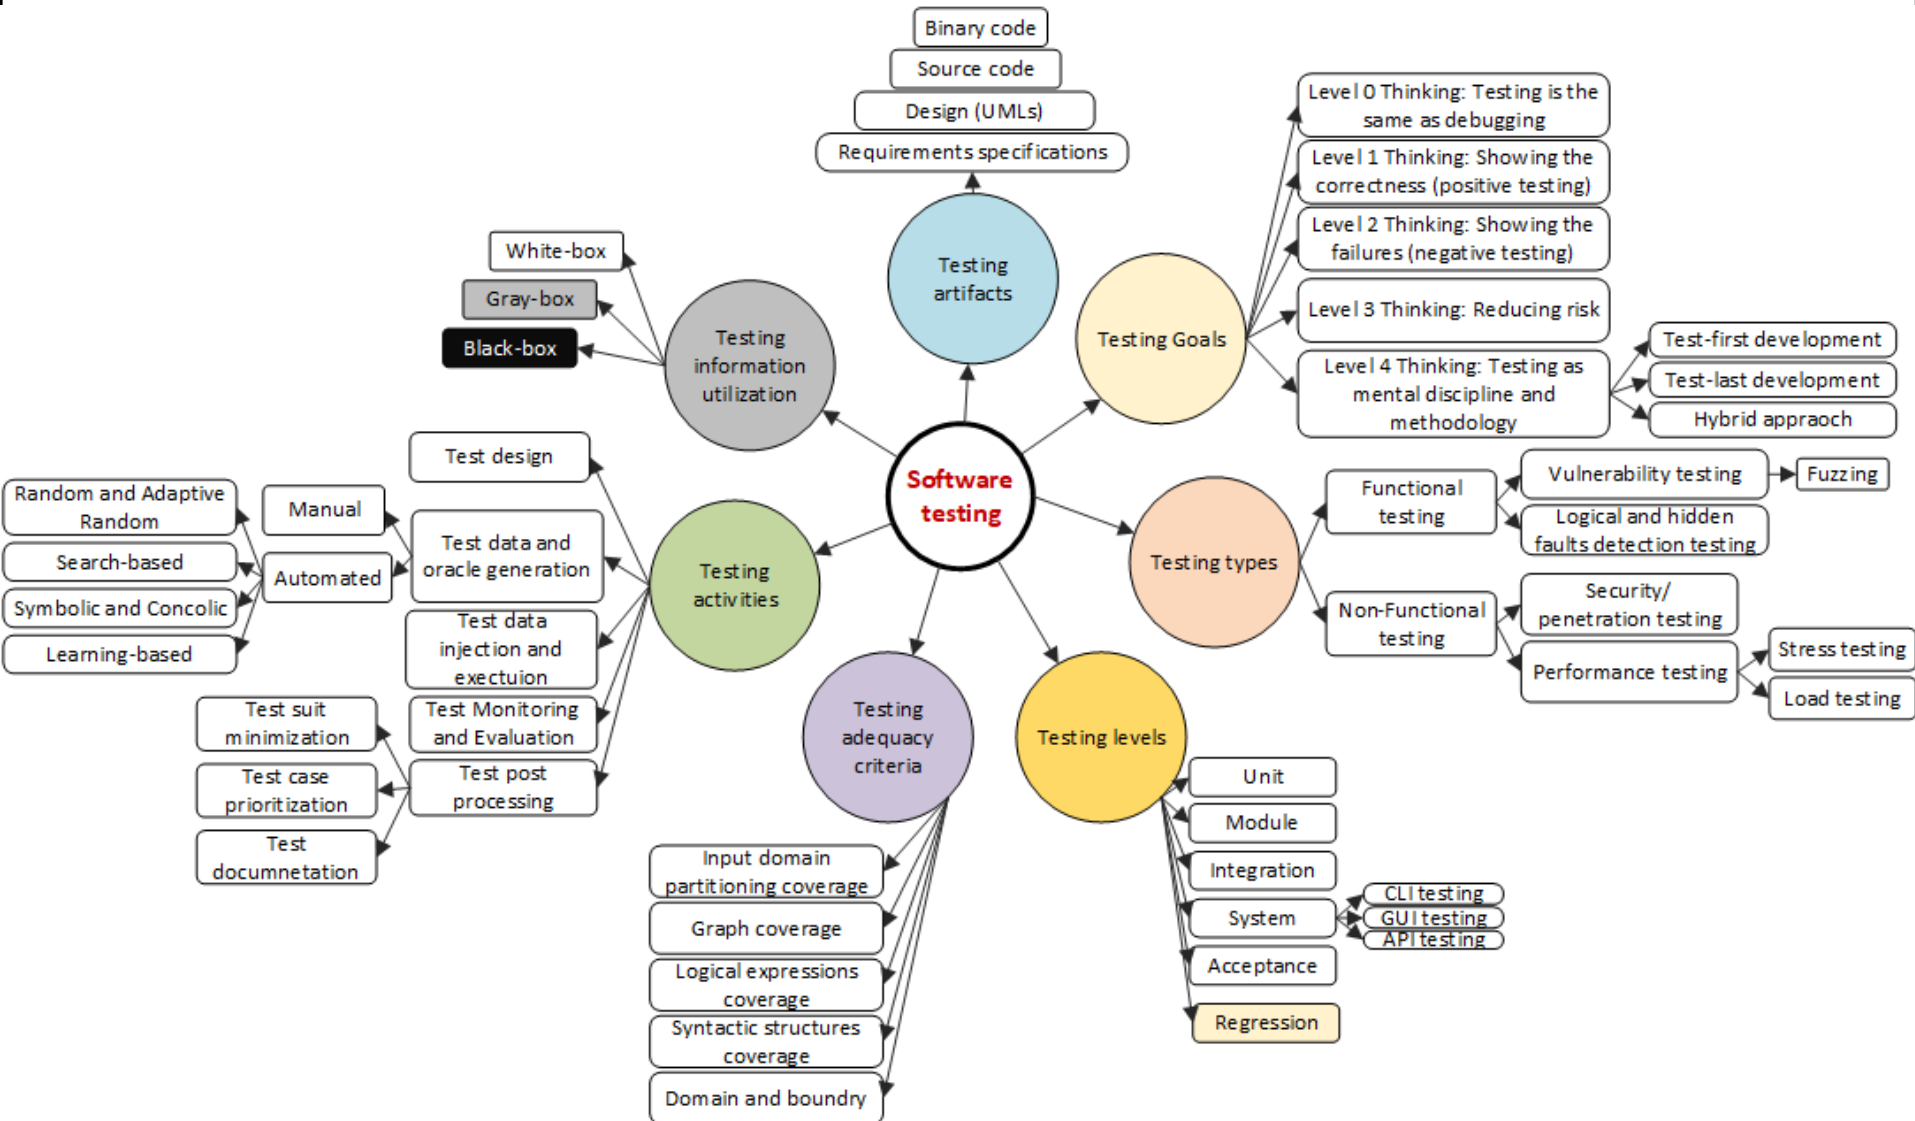 Binary code
Source code
Design (UMLs)
Requirements specifications
Testing
artifacts
Level 0 Thinking: Testing is the
same as debugging
Level 1 Thinking: Showing the
correctness (positive testing)
Level 2 Thinking: Showing the
failures (negative testing)
Level 3 Thinking: Reducing risk
Level 4 Thinking: Testing as
mental discipline and
methodology
Test-first development
Test-last development
Hybrid appraoch
Testing Goals
White-box
Gray-box
Black-box
Testing
information
utilization
Software
testing
Functional
testing
Vulnerability testing
Fuzzing
Logical and hidden
faults detection testing
Testing types
Non-Functional
testing
Security/
penetration testing
Performance testing
Stress testing
Load testing
Test design
Random and Adaptive
Random
Search-based
Symbolic and Concolic
Learning-based
Manual
Automated
Test data and
oracle generation
Testing
activities
Test data
injection and
exectuion
Test Monitoring
and Evaluation
Test post
processing
Test suit
minimization
Test case
prioritization
Test
documnetation
Testing
adequacy
criteria
Input domain
partitioning coverage
Graph coverage
Logical expressions
coverage
Syntactic structures
coverage
Domain and boundry
Testing levels
Unit
Module
Integration
System
CLI testing
GUI testing
API testing
Acceptance
Regression